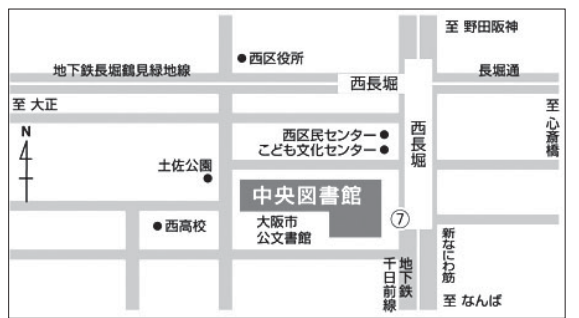 至 野田阪神
西区役所
地下鉄長堀鶴見緑地線
西長堀
長堀通
至 大正
至 心斎橋
N
西区民センター
こども文化センター
西長堀
土佐公園
中央図書館
大阪市
公文書館
⑦
西高校
新なにわ筋
地下鉄
千日前線
至 なんば